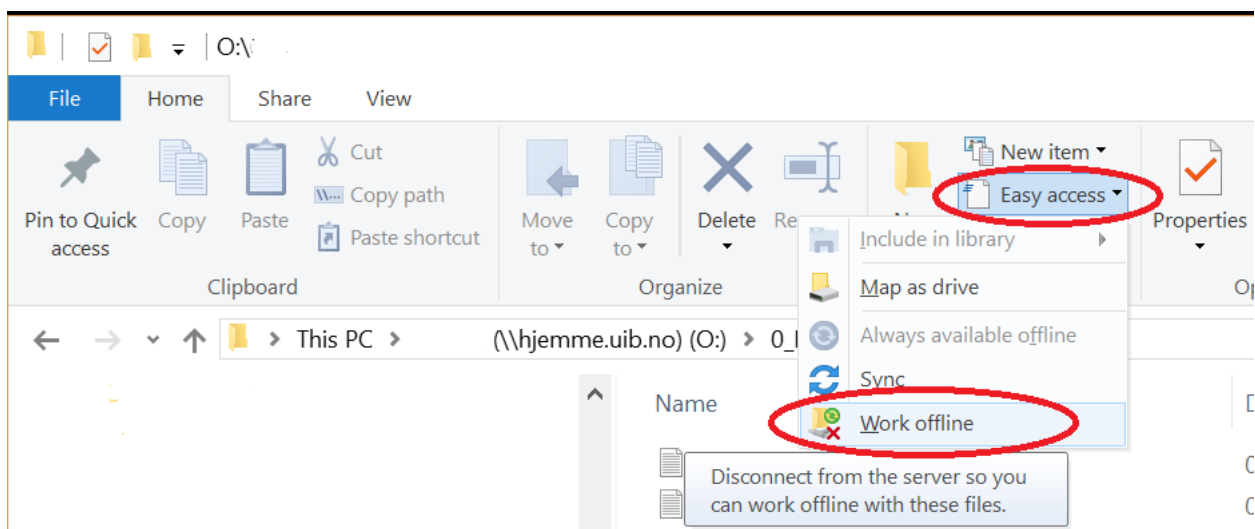 O:\
File Home Share View
Pin to Quick access
Copy
Paste
Cut
Copy path
Paste shortcut
Clipboard
Move to
Copy to
Delete
Organize
New item
Easy access
Properties
Include in library
Map as drive
Always available offline
Sync
Work offline
This PC > (\\hjemme.uib.no) (O:) >
Name
Disconnect from the server so you
can work offline with these files.